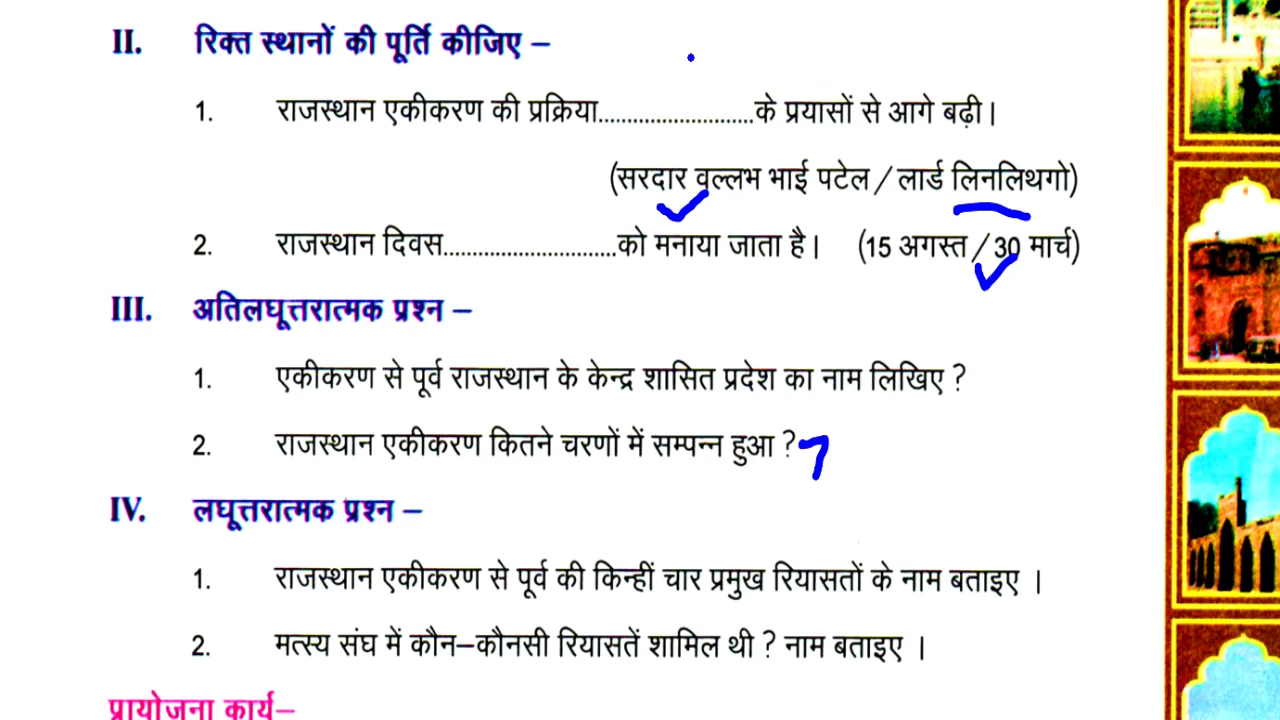 II. रिक्त स्थानों की पूर्ति कीजिए –
1. राजस्थान एकीकरण की प्रक्रिया...........................के प्रयासों से आगे बढ़ी।
(सरदार वल्लभ भाई पटेल / लार्ड लिनलिथगो)
2. राजस्थान दिवस..............................को मनाया जाता है। (15 अगस्त / 30 मार्च)
III. अतिलघूत्तरात्मक प्रश्न –
1. एकीकरण से पूर्व राजस्थान के केन्द्र शासित प्रदेश का नाम लिखिए ?
2. राजस्थान एकीकरण कितने चरणों में सम्पन्न हुआ ? 7
IV. लघूत्तरात्मक प्रश्न –
1. राजस्थान एकीकरण से पूर्व की किन्हीं चार प्रमुख रियासतों के नाम बताइए ।
2. मत्स्य संघ में कौन–कौनसी रियासतें शामिल थी ? नाम बताइए ।
प्रायोजना कार्य–